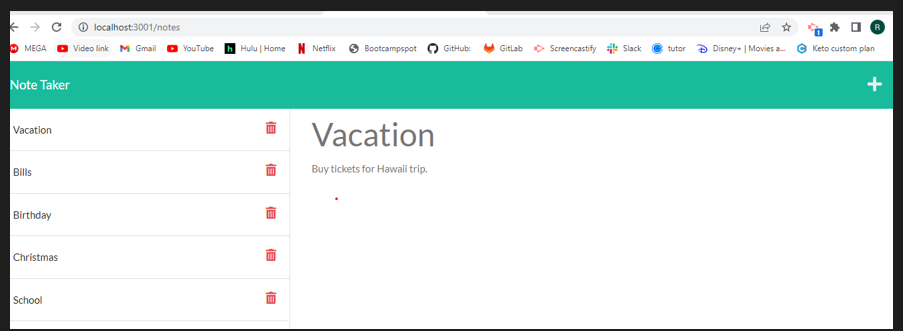 localhost:3001/notes
MEGA Video link Gmail YouTube Hulu | Home Netflix Bootcampspot GitHub: GitLab Screencastify Slack tutor Disney+ | Movies a... Keto custom plan
Note Taker
Vacation
Bills
Birthday
Christmas
School
Vacation
Buy tickets for Hawaii trip.